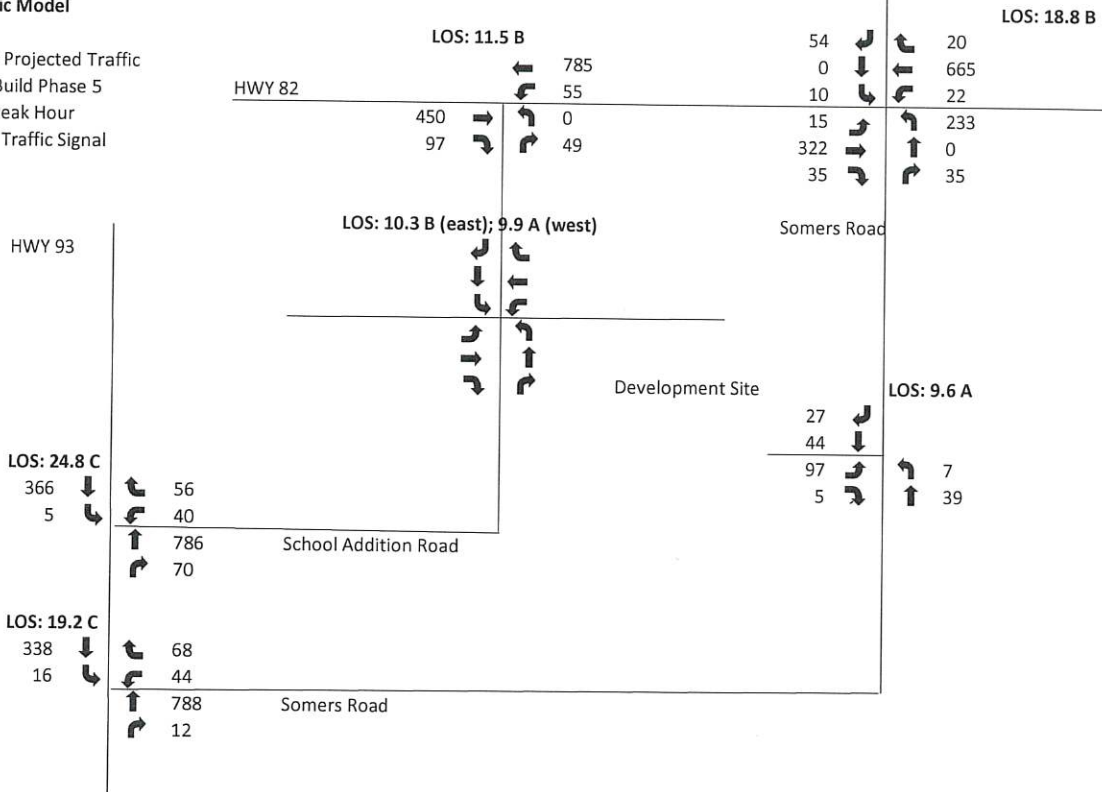 ic Model
LOS: 18.8 B
LOS: 11.5 B
Projected Traffic
Build Phase 5
eak Hour
Traffic Signal
HWY 82
785
55
450
0
97
49
54
20
0
665
10
22
15
233
322
0
35
35
HWY 93
LOS: 10.3 B (east); 9.9 A (west)
Somers Road
Development Site
LOS: 9.6 A
27
44
97
7
5
39
LOS: 24.8 C
366
56
5
40
786
70
School Addition Road
LOS: 19.2 C
338
68
16
44
788
12
Somers Road